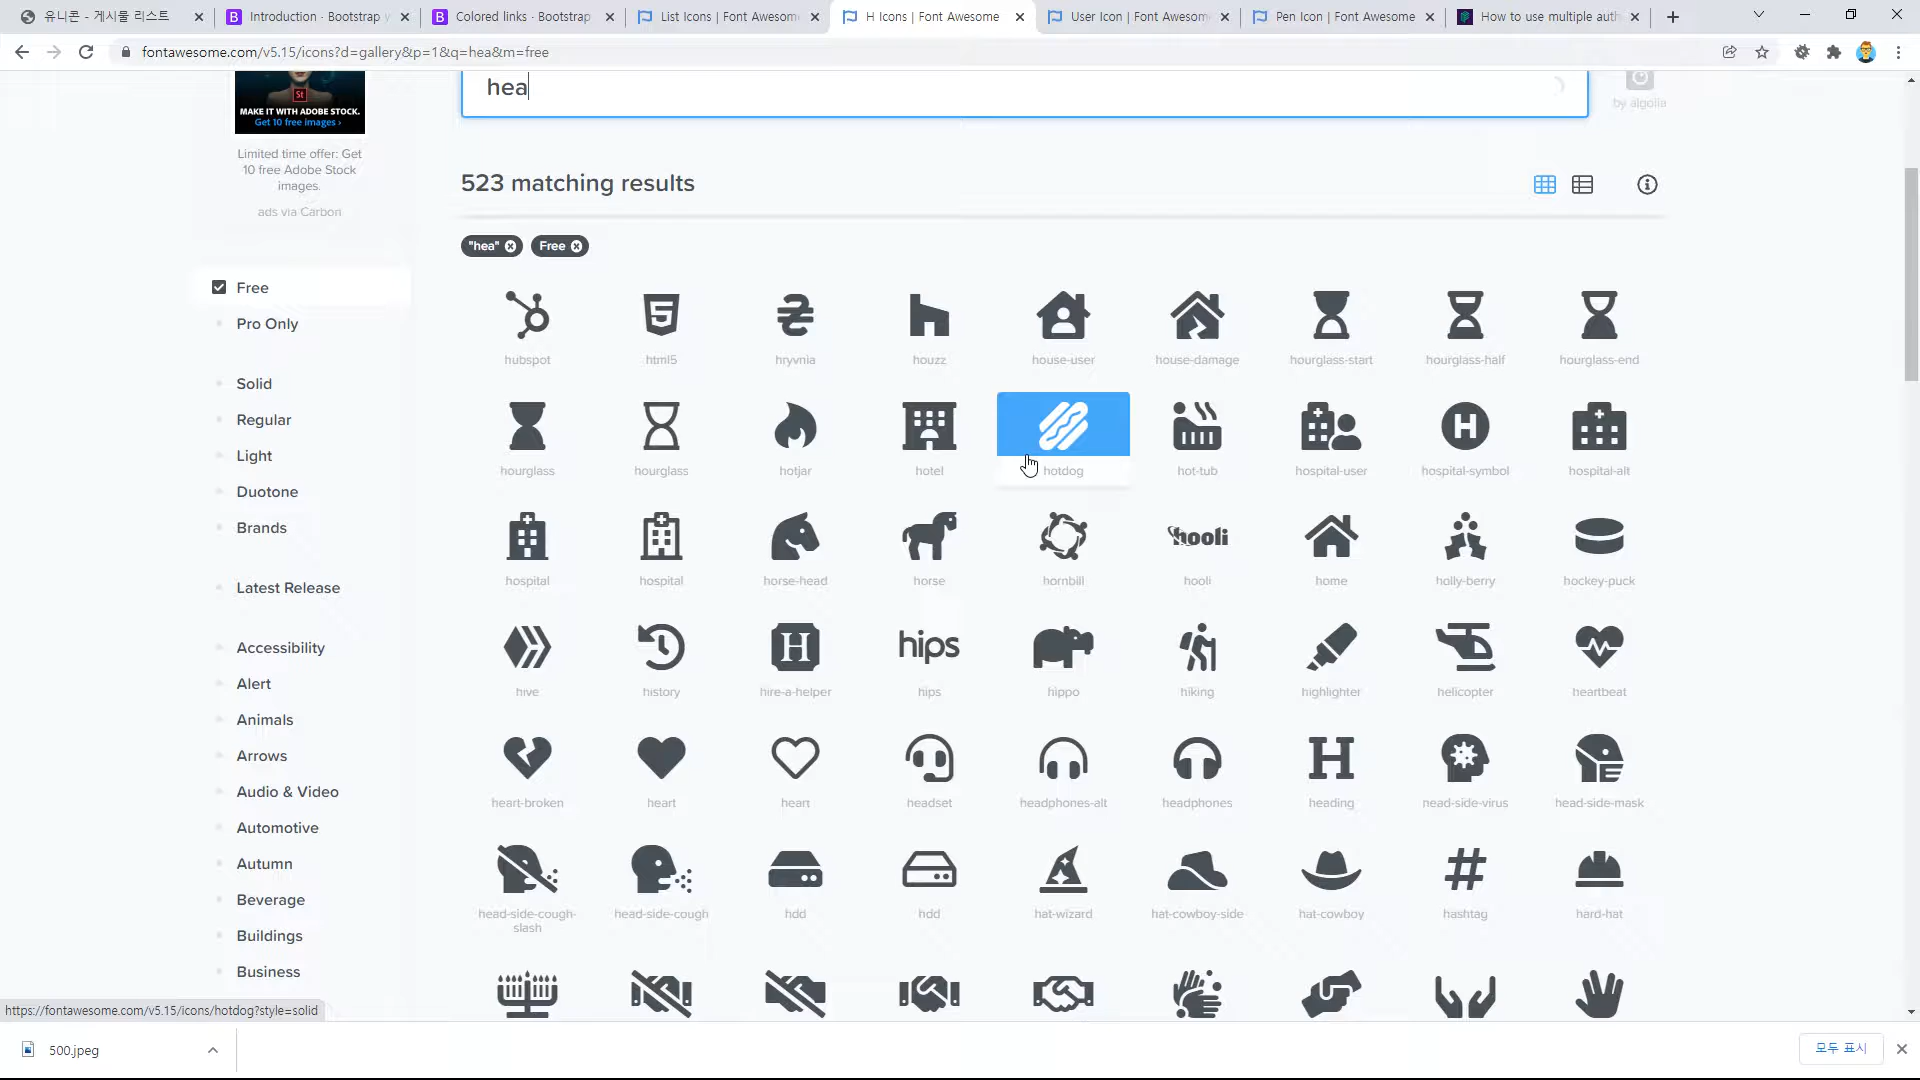 유니콘 - 게시물 리스트
Introduction · Bootstrap v
Colored links · Bootstrap
List Icons | Font Awesome
H Icons | Font Awesome
User Icon | Font Awesom
Pen Icon | Font Awesome
How to use multiple auth
fontawesome.com/v5.15/icons?d=gallery&p=1&q=hea&m=free
St
MAKE IT WITH ADOBE STOCK.
Get 10 free images ›
Limited time offer: Get
10 free Adobe Stock
images.
ads via Carbon
hea
by algolia
523 matching results
"hea"
Free
Free
Pro Only
Solid
Regular
Light
Duotone
Brands
Latest Release
Accessibility
Alert
Animals
Arrows
Audio & Video
Automotive
Autumn
Beverage
Buildings
Business
5
hubspot html5 hryvnia houzz house-user house-damage hourglass-start hourglass-half hourglass-end
H
hourglass hourglass hotjar hotel hotdog hot-tub hospital-user hospital-symbol hospital-alt
hooli
hospital hospital horse-head horse hornbill hooli home holly-berry hockey-puck
H hips
hive history hire-a-helper hips hippo hiking highlighter helicopter heartbeat
H
heart-broken heart heart headset headphones-alt headphones heading head-side-virus head-side-mask
#
head-side-cough-
slash
head-side-cough hdd hdd hat-wizard hat-cowboy-side hat-cowboy hashtag hard-hat
https://fontawesome.com/v5.15/icons/hotdog?style=solid
500.jpeg
모두 표시